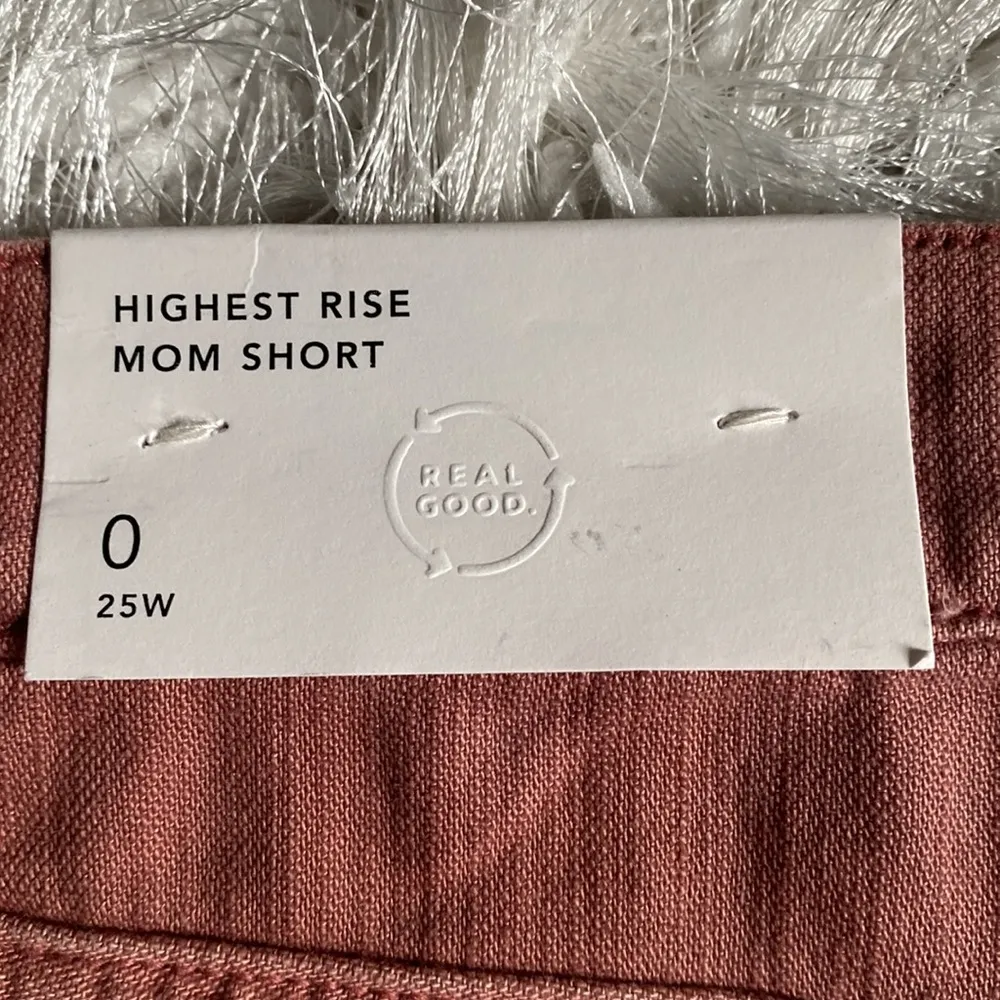 HIGHEST RISE
MOM SHORT
REAL
GOOD.
0
25W